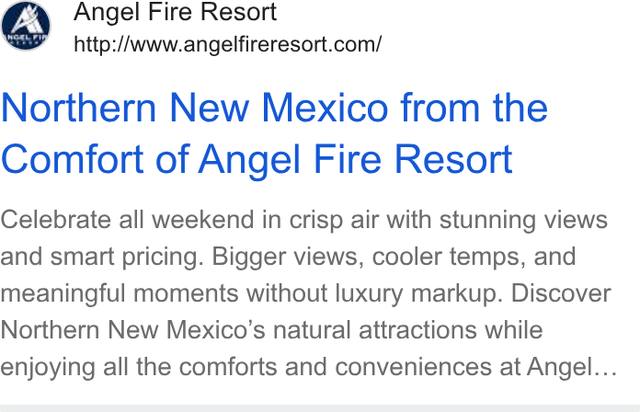 Angel Fire Resort
http://www.angelfireresort.com/
Northern New Mexico from the
Comfort of Angel Fire Resort
Celebrate all weekend in crisp air with stunning views
and smart pricing. Bigger views, cooler temps, and
meaningful moments without luxury markup. Discover
Northern New Mexico’s natural attractions while
enjoying all the comforts and conveniences at Angel…